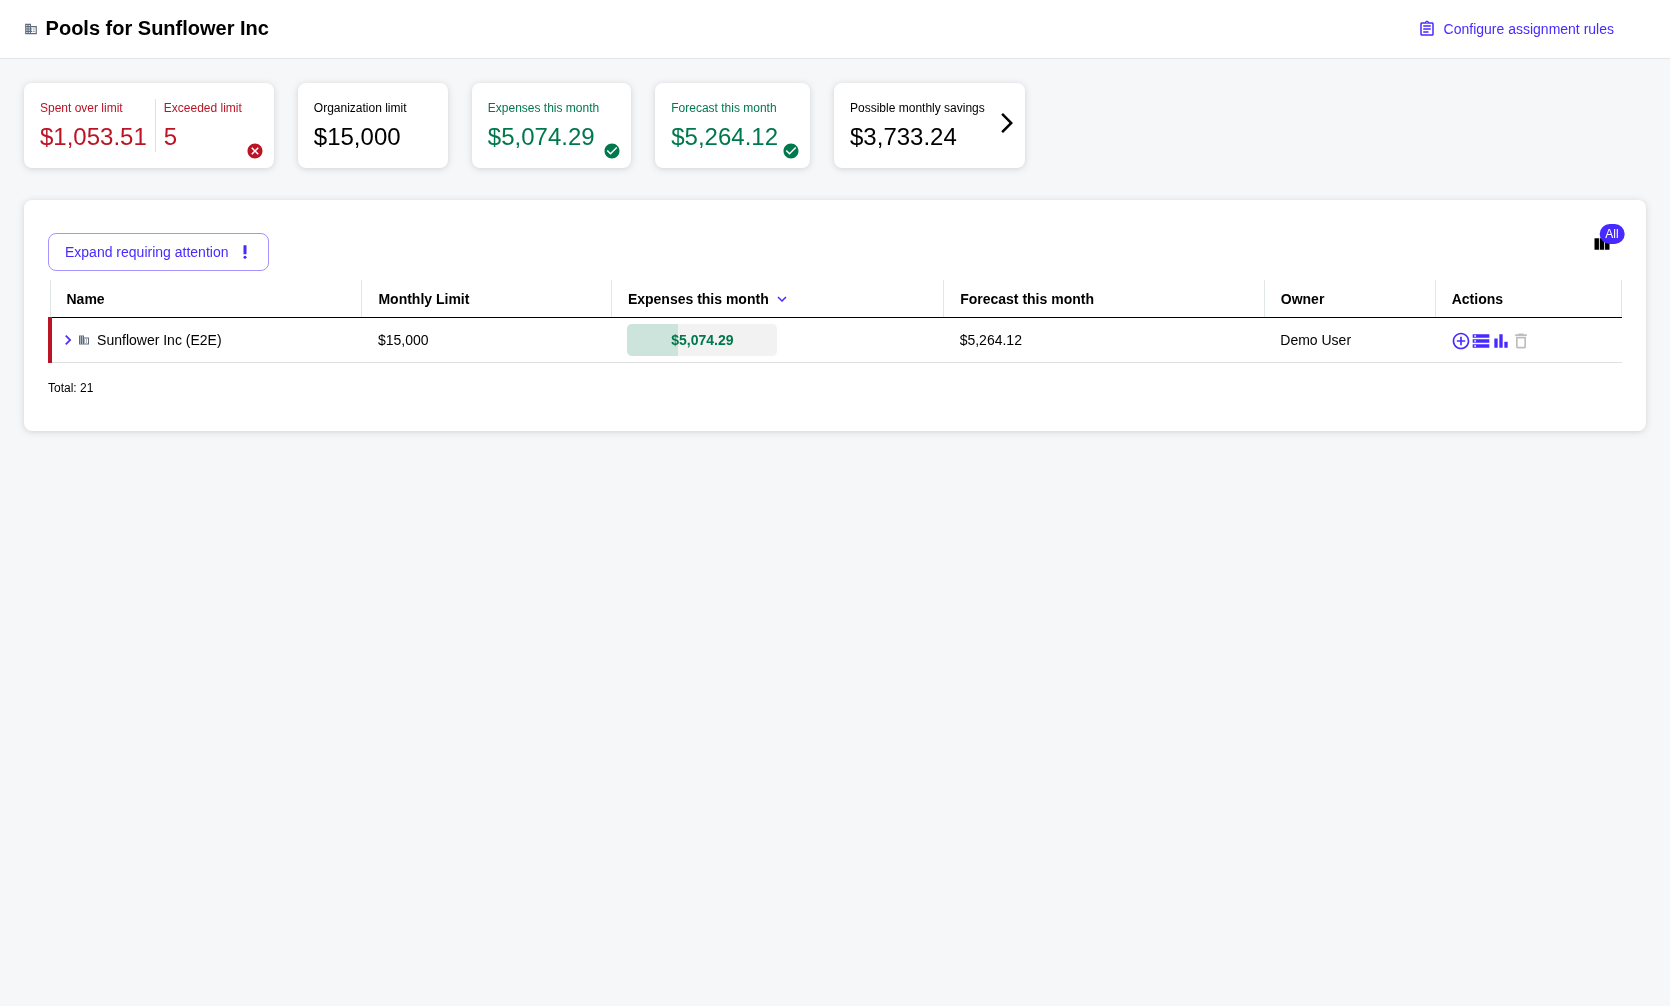 Pools for Sunflower Inc
Configure assignment rules
Spent over limit
$1,053.51
Exceeded limit
5
Organization limit
$15,000
Expenses this month
$5,074.29
Forecast this month
$5,264.12
Possible monthly savings
$3,733.24
Expand requiring attention
All
Name Monthly Limit Expenses this month Forecast this month Owner Actions
Sunflower Inc (E2E) $15,000 $5,074.29 $5,264.12 Demo User
Total: 21